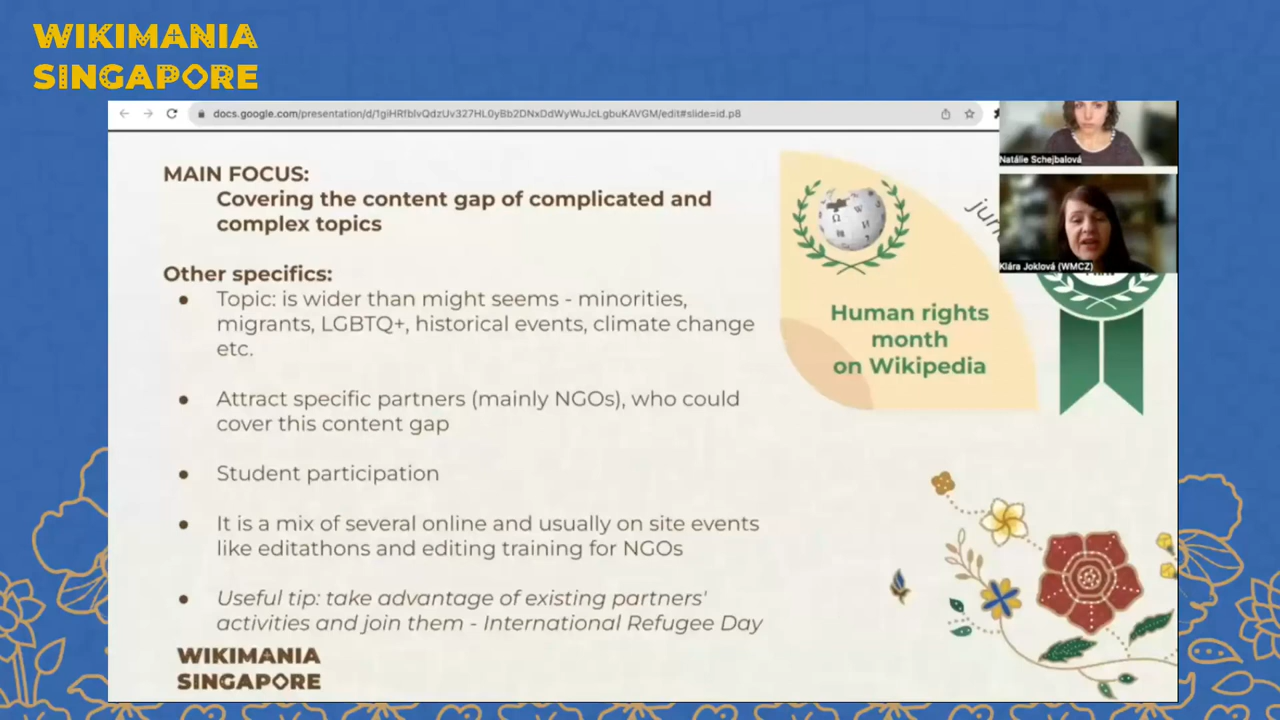 WIKIMANIA
SINGAPORE
docs.google.com/presentation/d/1giHRfbIvQdzUv327HL0yBb2DNxDdWyWuJcLgbuKAVGM/edit#slide=id.p8
MAIN FOCUS:
Covering the content gap of complicated and
complex topics
Other specifics:
● Topic: is wider than might seems - minorities,
migrants, LGBTQ+, historical events, climate change
etc.
● Attract specific partners (mainly NGOs), who could
cover this content gap
● Student participation
● It is a mix of several online and usually on site events
like editathons and editing training for NGOs
● Useful tip: take advantage of existing partners'
activities and join them - International Refugee Day
WIKIMANIA
SINGAPORE
Human rights
month
on Wikipedia
Natálie Schejbalová
Klára Joklová (WMCZ)